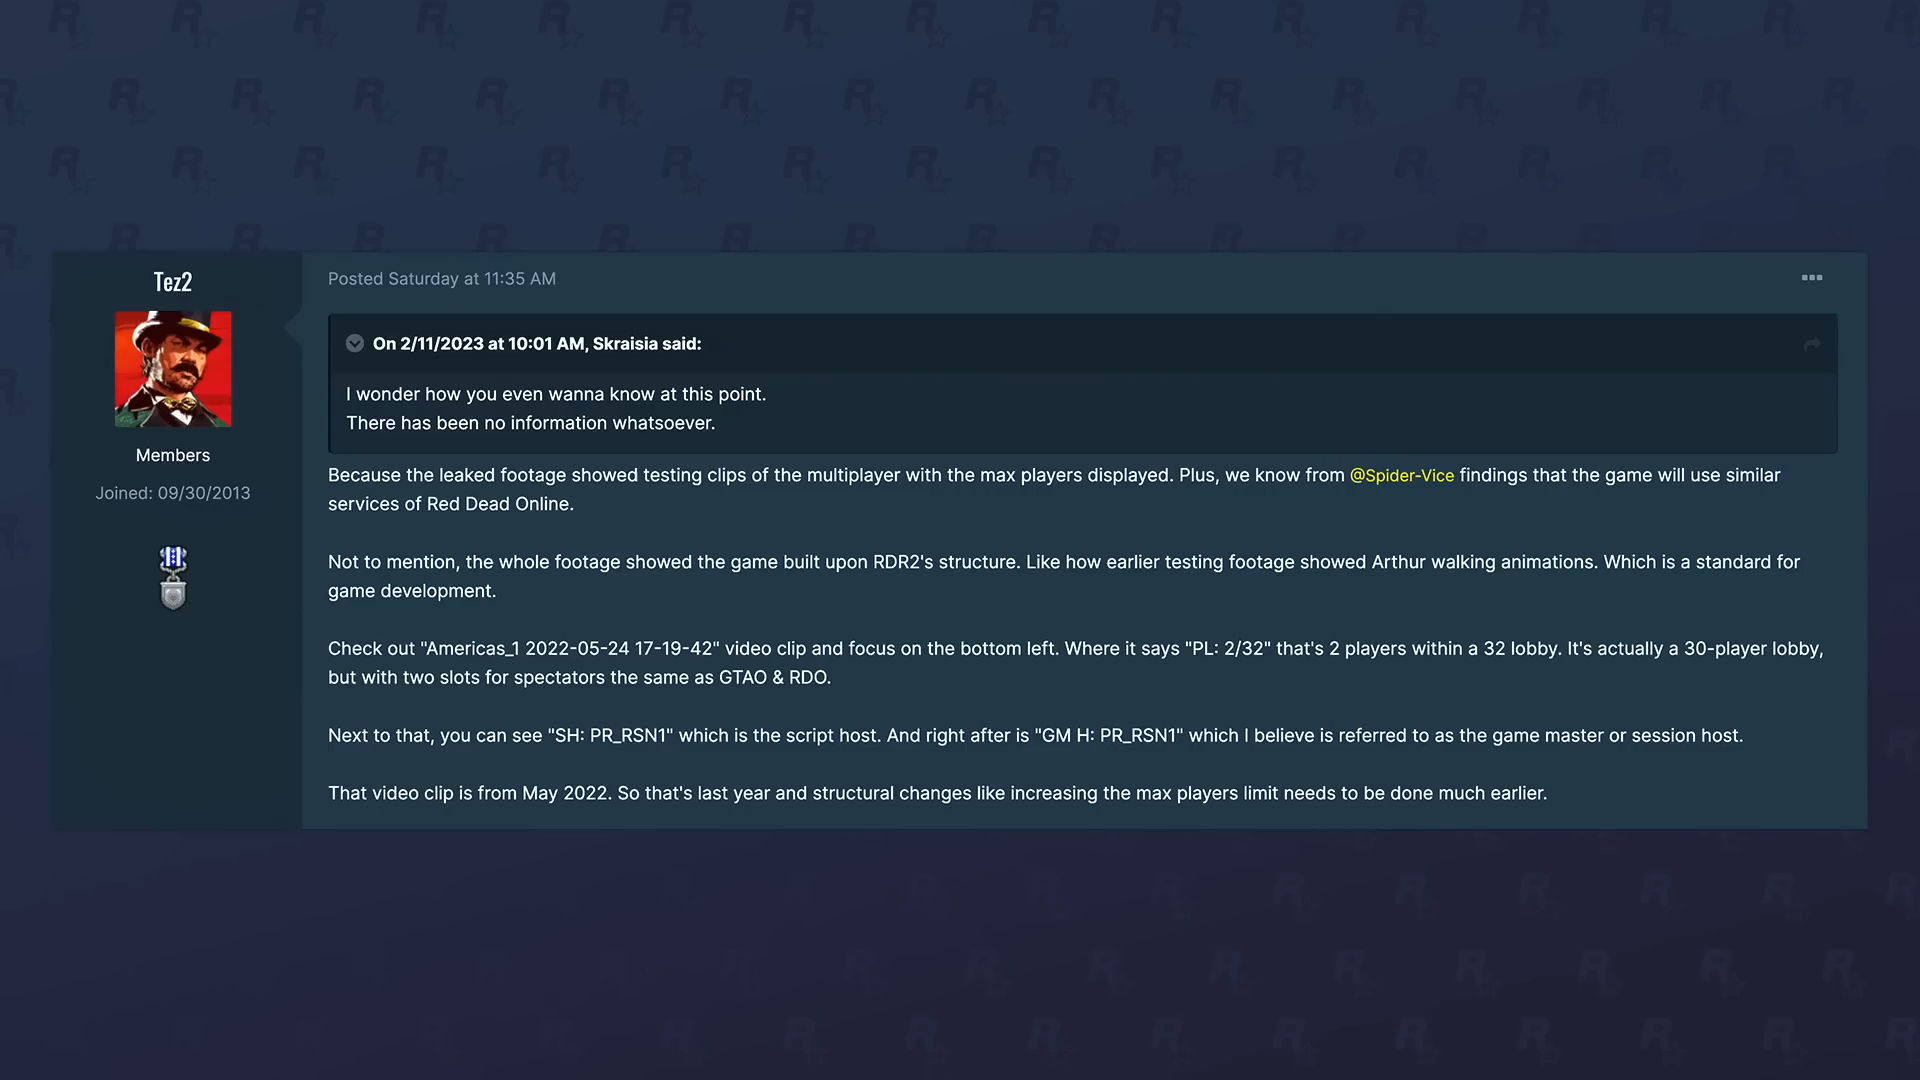 Tez2
Members
Joined: 09/30/2013
Posted Saturday at 11:35 AM
On 2/11/2023 at 10:01 AM, Skraisia said:
I wonder how you even wanna know at this point.
There has been no information whatsoever.
Because the leaked footage showed testing clips of the multiplayer with the max players displayed. Plus, we know from @Spider-Vice findings that the game will use similar
services of Red Dead Online.
Not to mention, the whole footage showed the game built upon RDR2's structure. Like how earlier testing footage showed Arthur walking animations. Which is a standard for
game development.
Check out "Americas_1 2022-05-24 17-19-42" video clip and focus on the bottom left. Where it says "PL: 2/32" that's 2 players within a 32 lobby. It's actually a 30-player lobby,
but with two slots for spectators the same as GTAO & RDO.
Next to that, you can see "SH: PR_RSN1" which is the script host. And right after is "GM H: PR_RSN1" which I believe is referred to as the game master or session host.
That video clip is from May 2022. So that's last year and structural changes like increasing the max players limit needs to be done much earlier.